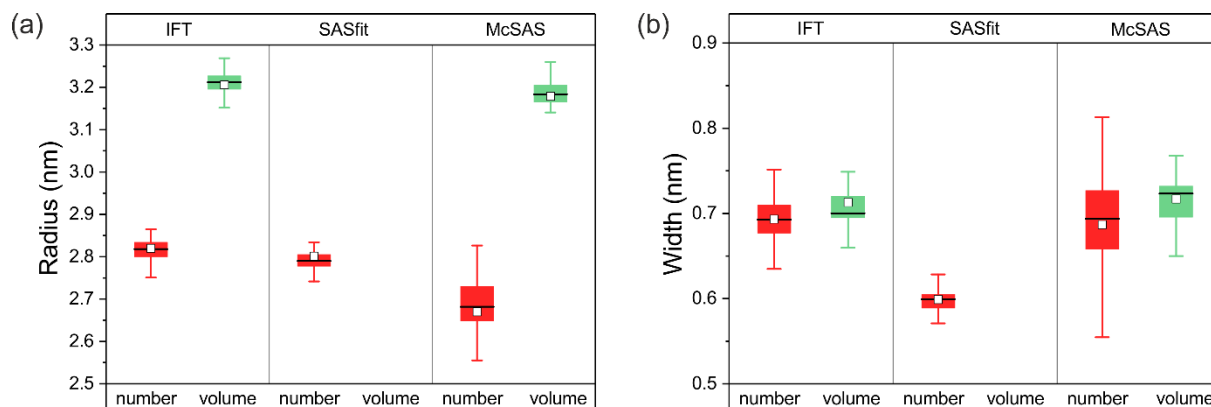 (a)
IFT SASfit McSAS
3.3
3.2
3.1
3.0
2.9
2.8
2.7
2.6
2.5
Radius (nm)
number volume number volume number volume
(b)
IFT SASfit McSAS
0.9
0.8
0.7
0.6
0.5
Width (nm)
number volume number volume number volume